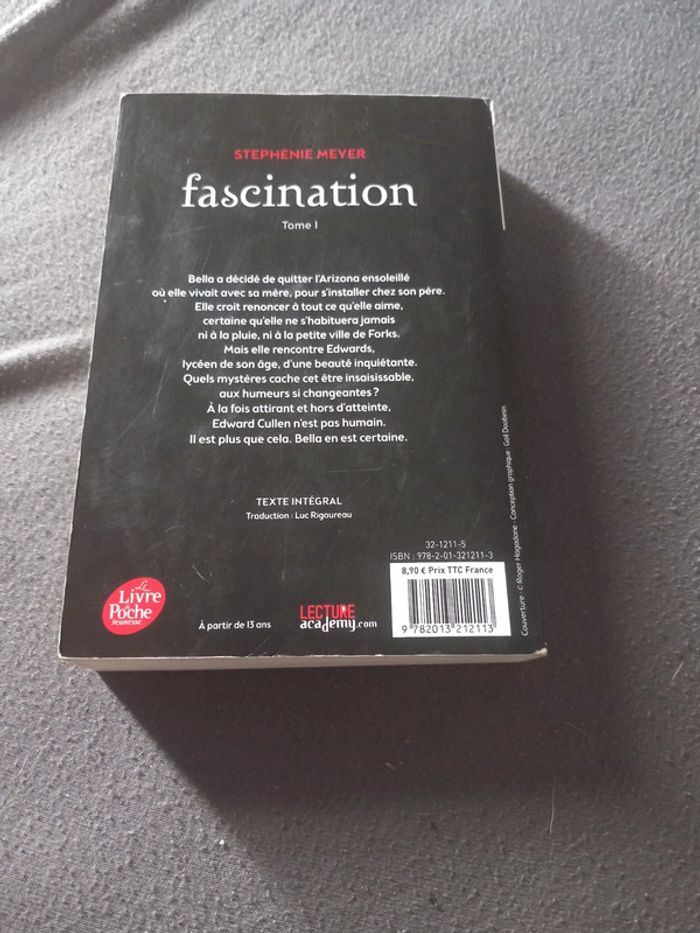 STEPHENIE MEYER
fascination
Tome 1
Bella a décidé de quitter l'Arizona ensoleillé
où elle vivait avec sa mère, pour s'installer chez son père.
Elle croit renoncer à tout ce qu'elle aime,
certaine qu'elle ne s'habituera jamais
ni à la pluie, ni à la petite ville de Forks.
Mais elle rencontre Edwards,
lycéen de son âge, d'une beauté inquiétante.
Quels mystères cache cet être insaisissable,
aux humeurs si changeantes ?
À la fois attirant et hors d'atteinte,
Edward Cullen n'est pas humain.
Il est plus que cela. Bella en est certaine.
TEXTE INTÉGRAL
Traduction : Luc Rigoureau
32-1211-5
ISBN : 978-2-01-321211-3
8,90 € Prix TTC France
9 782013 212113
Le
Livre
de
Poche
Jeunesse
À partir de 13 ans
LECTURE
academy.com
Couverture · © Roger Hagadone · Conception graphique · Gail Doobinin